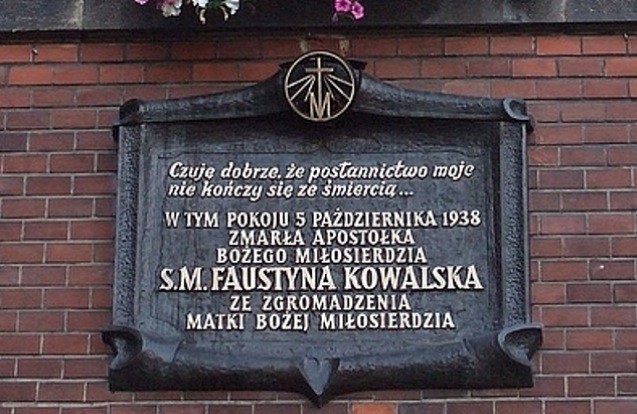 Czuję dobrze, że posłannictwo moje
nie kończy się ze śmiercią...
W TYM POKOJU 5 PAŹDZIERNIKA 1938
ZMARŁA APOSTOŁKA
BOŻEGO MIŁOSIERDZIA
S.M. FAUSTYNA KOWALSKA
ZE ZGROMADZENIA
MATKI BOŻEJ MIŁOSIERDZIA